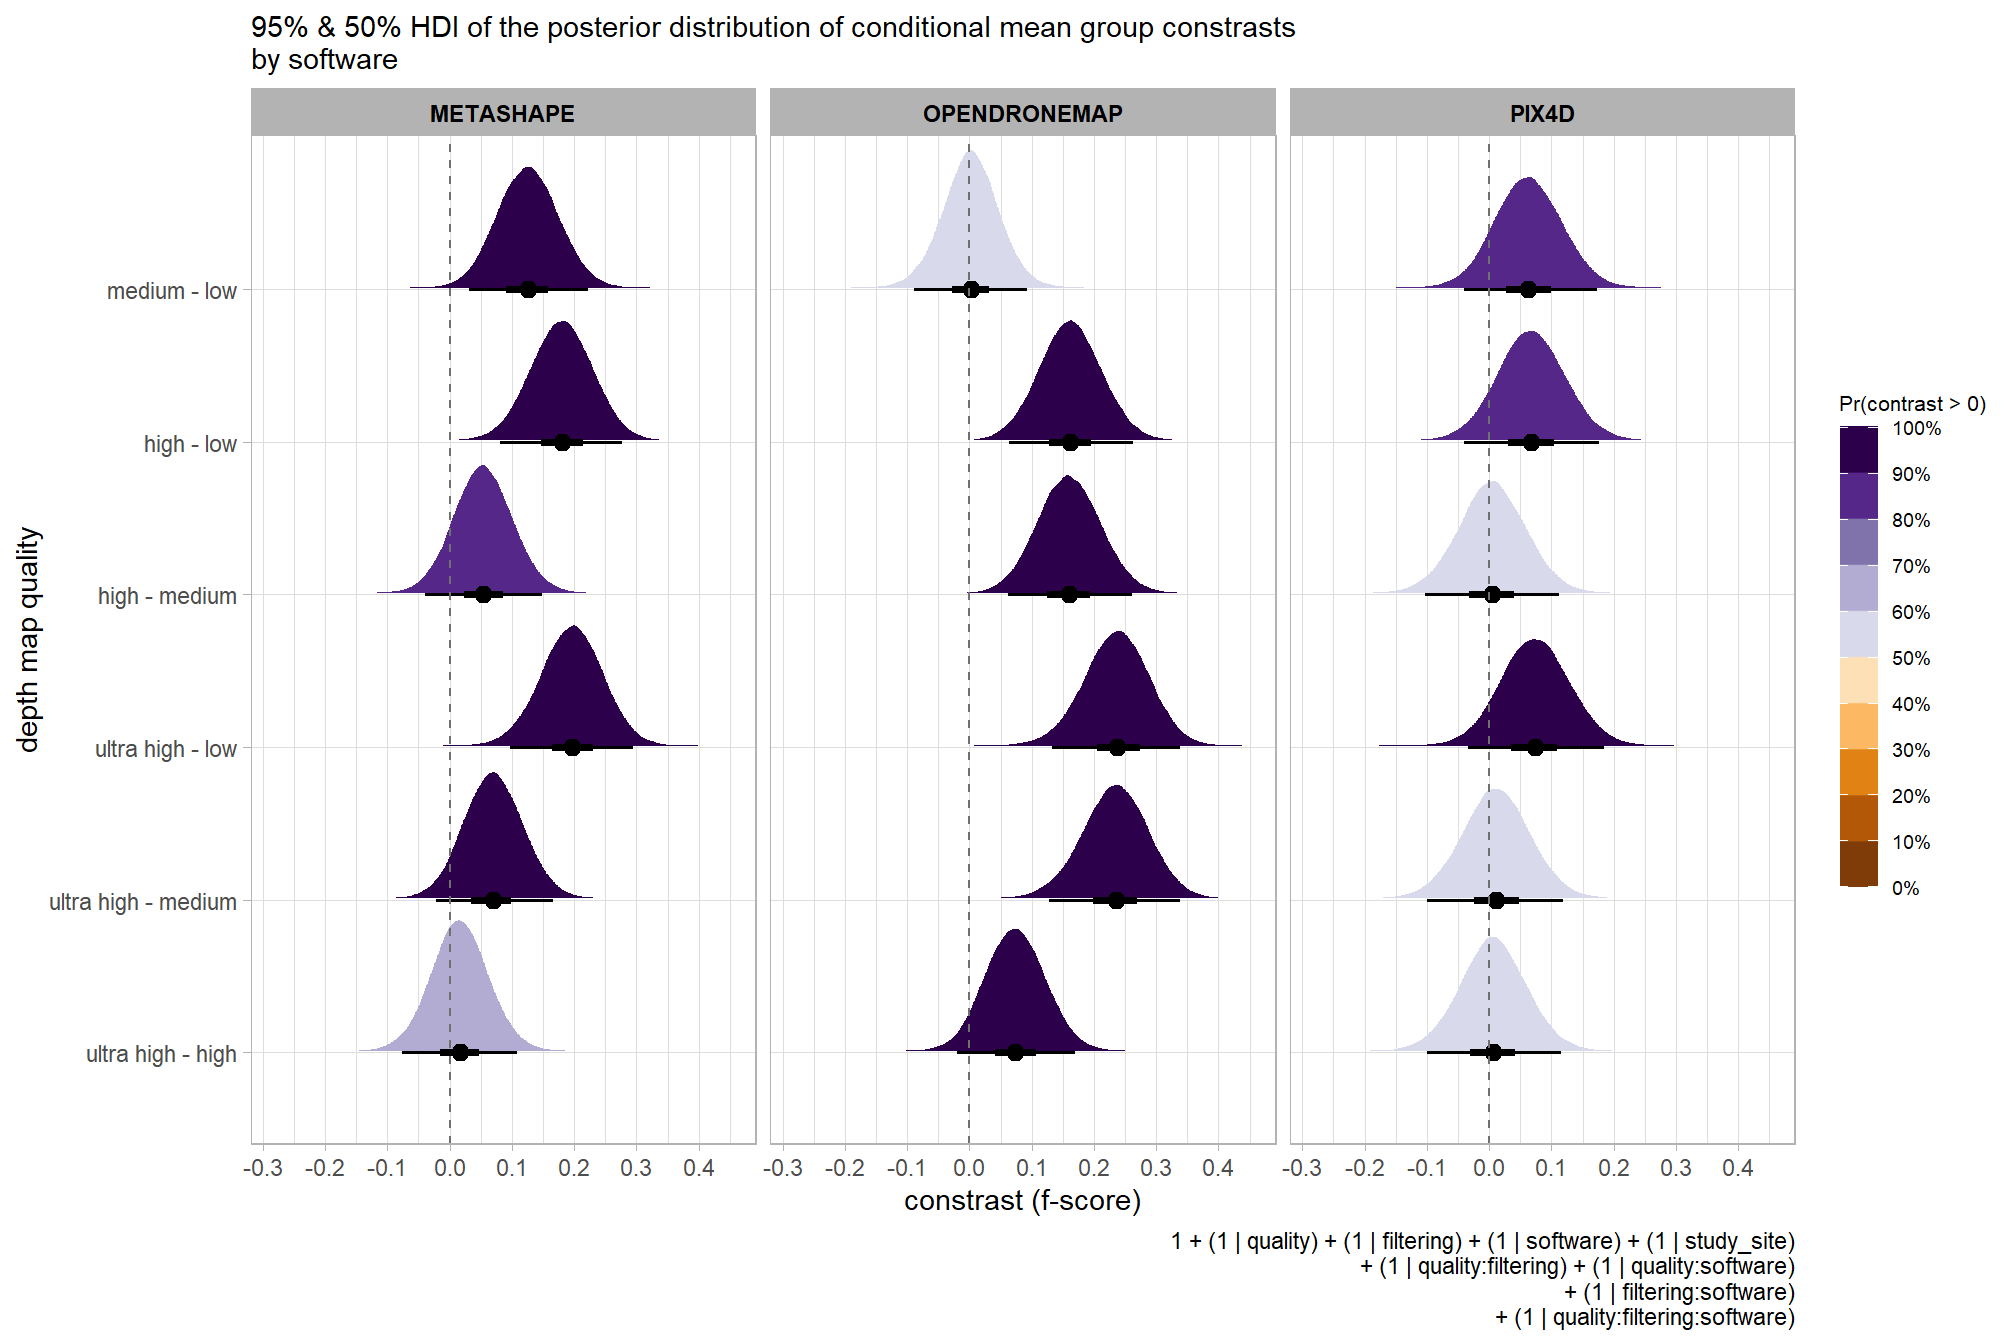 95% & 50% HDI of the posterior distribution of conditional mean group constrasts
by software
METASHAPE
OPENDRONEMAP
PIX4D
depth map quality
medium - low
high - low
high - medium
ultra high - low
ultra high - medium
ultra high - high
-0.3 -0.2 -0.1 0.0 0.1 0.2 0.3 0.4
-0.3 -0.2 -0.1 0.0 0.1 0.2 0.3 0.4
-0.3 -0.2 -0.1 0.0 0.1 0.2 0.3 0.4
constrast (f-score)
Pr(contrast > 0)
100%
90%
80%
70%
60%
50%
40%
30%
20%
10%
0%
1 + (1 | quality) + (1 | filtering) + (1 | software) + (1 | study_site)
+ (1 | quality:filtering) + (1 | quality:software)
+ (1 | filtering:software)
+ (1 | quality:filtering:software)